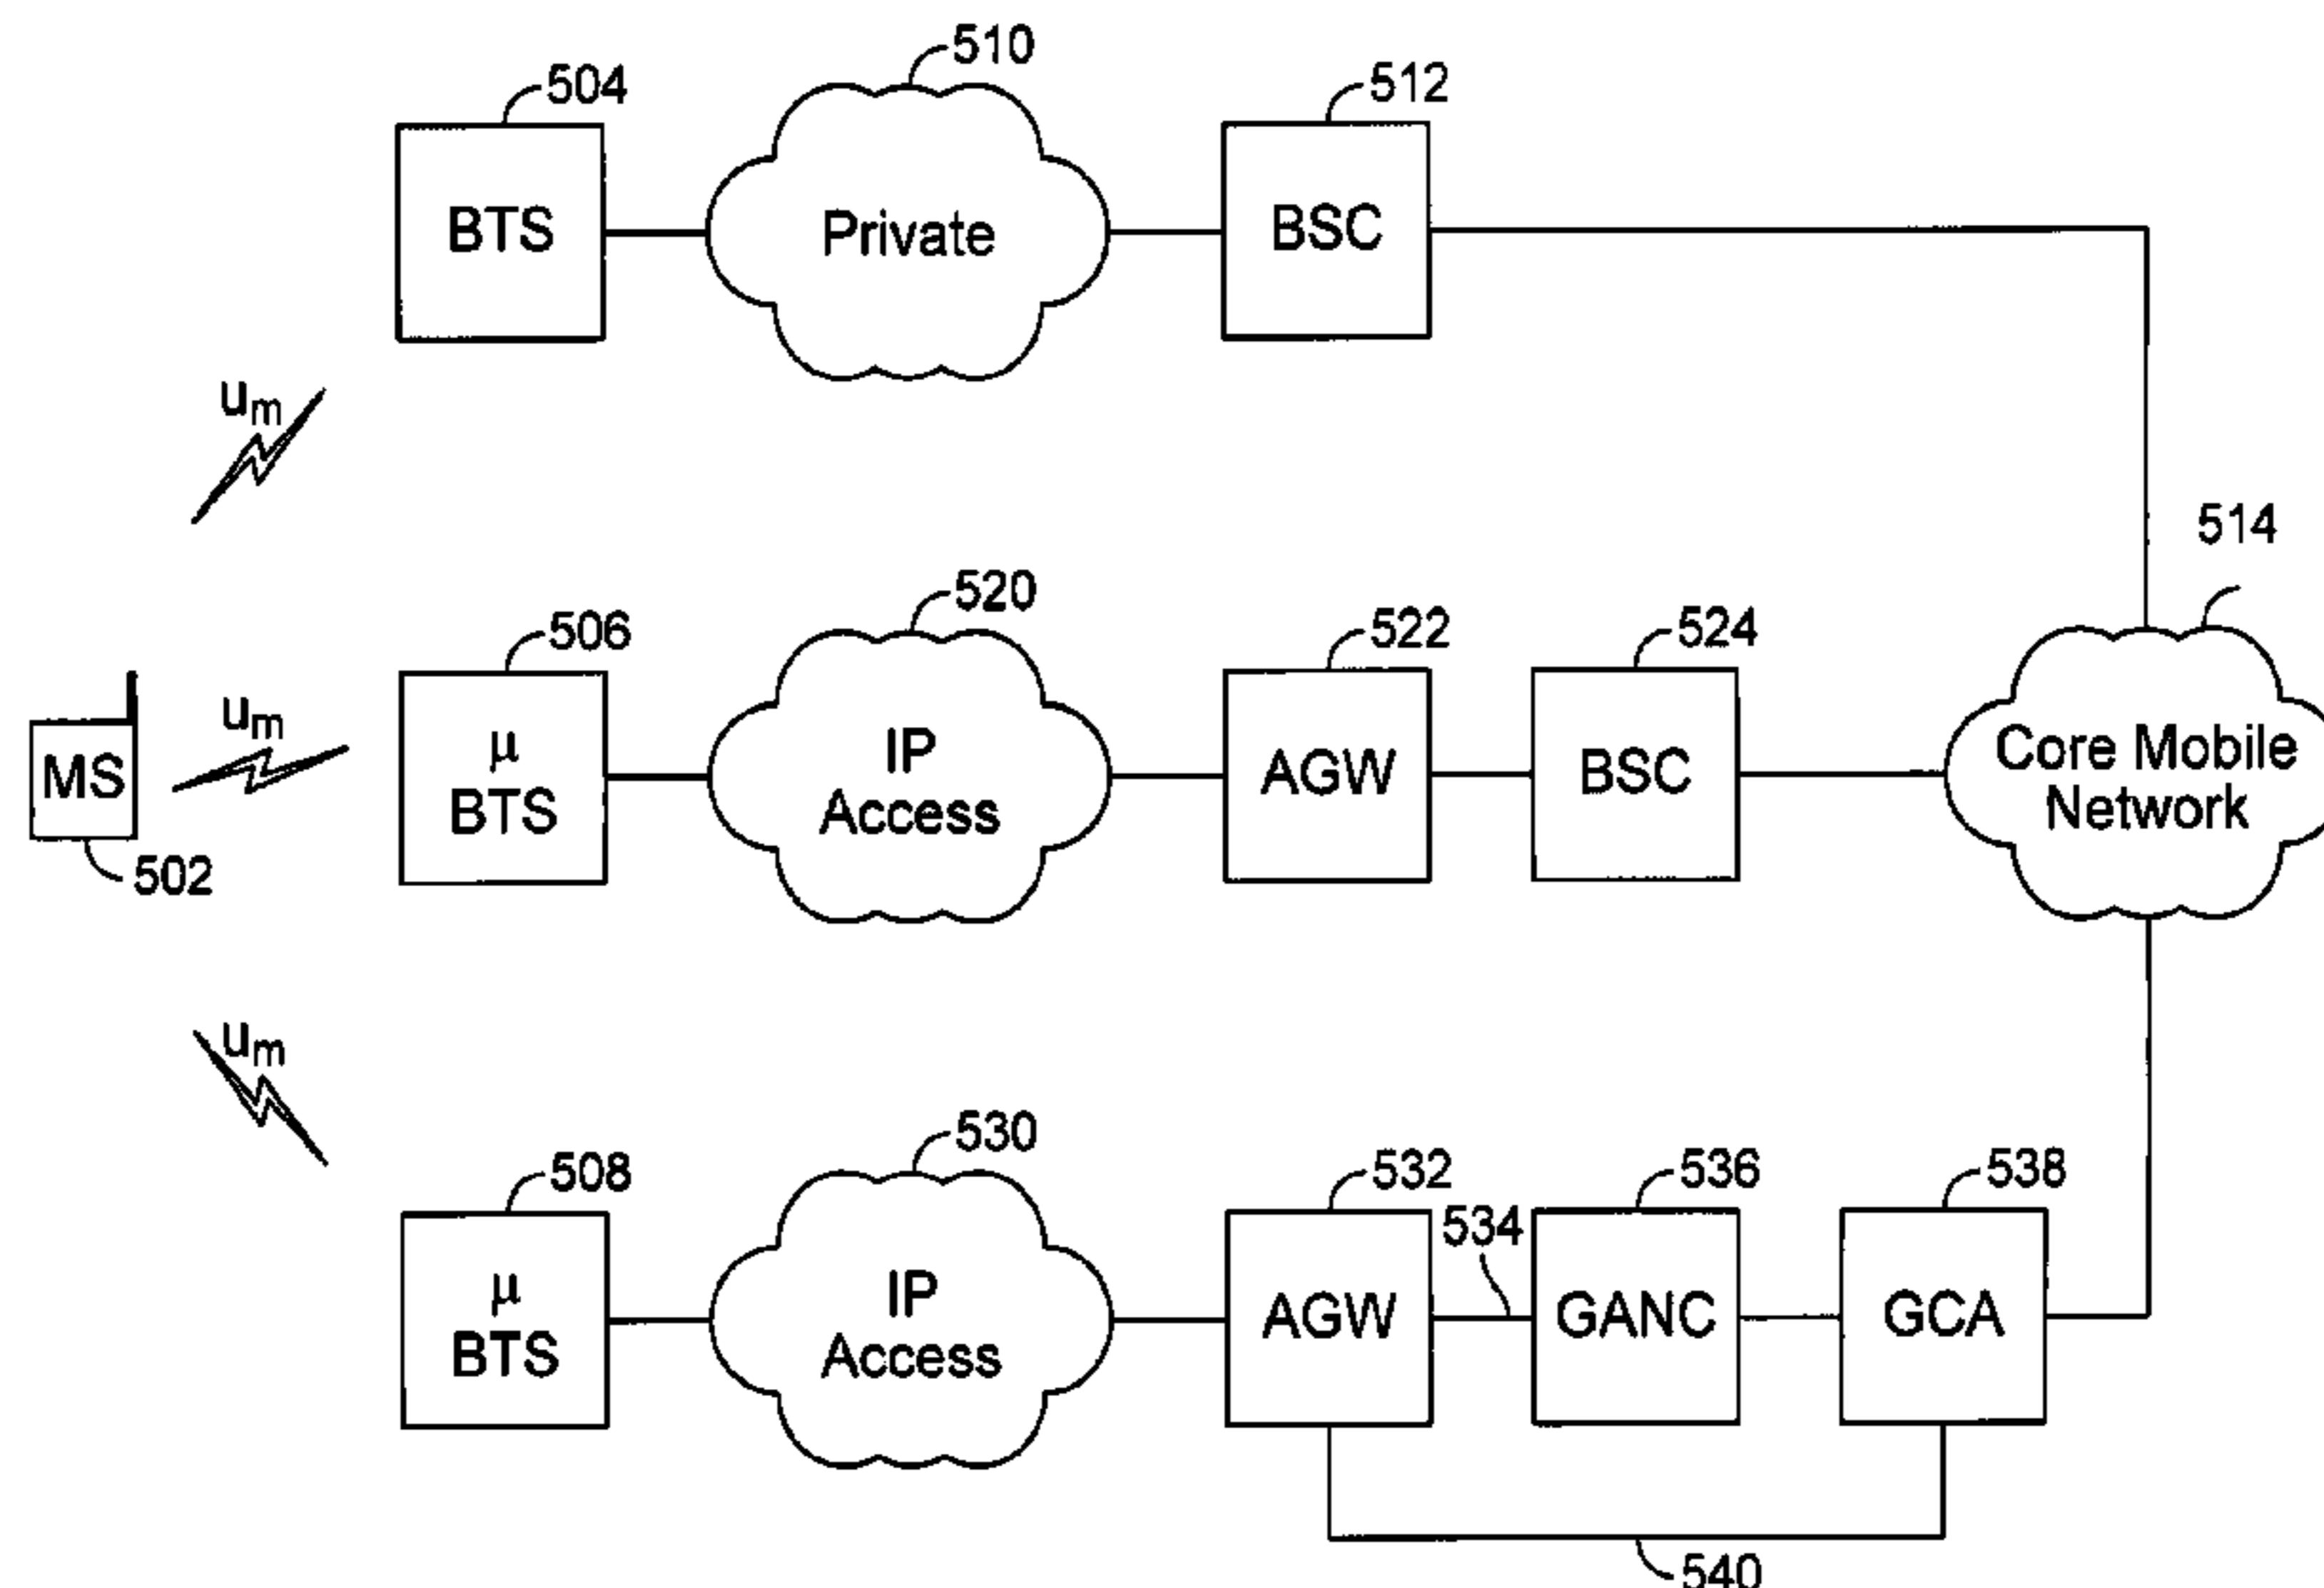 510
504
512
BTS
Private
BSC
um
514
520
506
522
524
um
μ
BTS
IP
Access
AGW
BSC
Core Mobile
Network
MS
502
um
530
508
532
536
538
534
μ
BTS
IP
Access
AGW
GANC
GCA
540